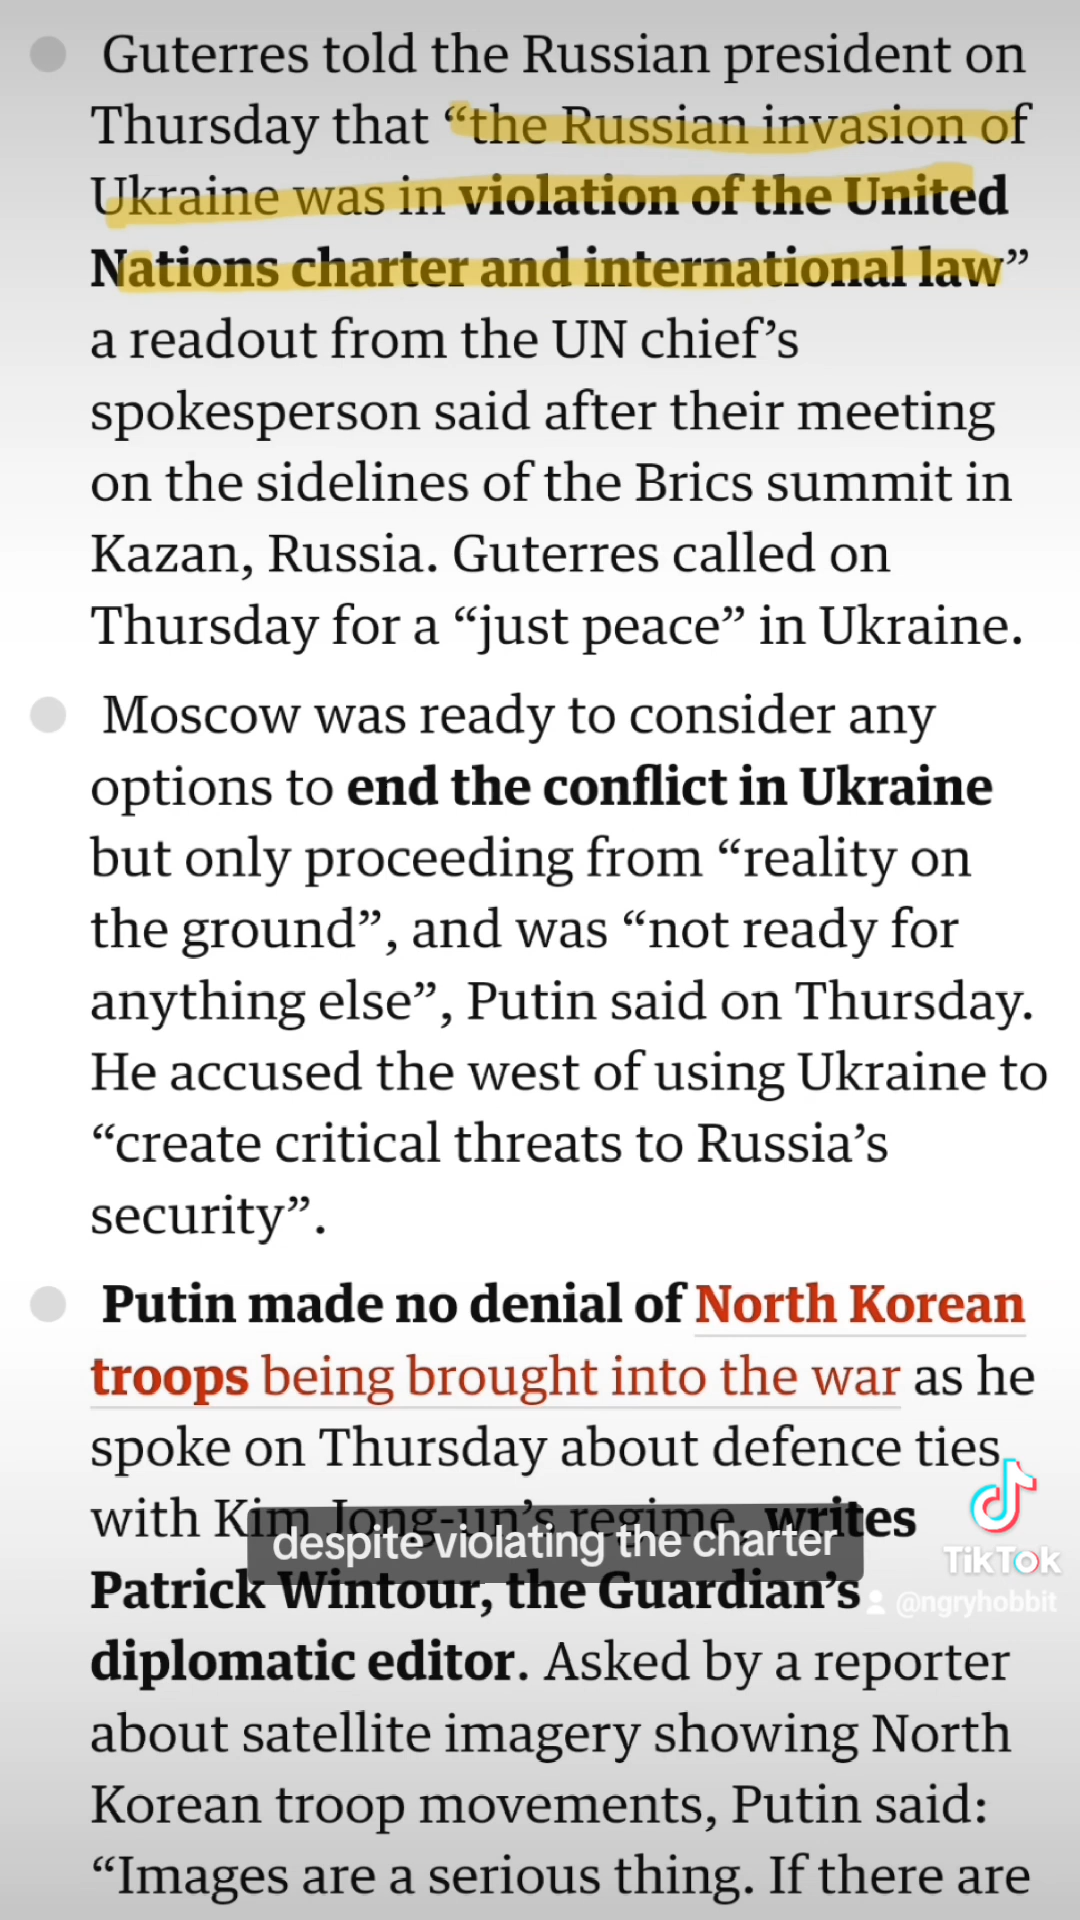 Guterres told the Russian president on
Thursday that “the Russian invasion of
Ukraine was in violation of the United
Nations charter and international law”
a readout from the UN chief’s
spokesperson said after their meeting
on the sidelines of the Brics summit in
Kazan, Russia. Guterres called on
Thursday for a “just peace” in Ukraine.
Moscow was ready to consider any
options to end the conflict in Ukraine
but only proceeding from “reality on
the ground”, and was “not ready for
anything else”, Putin said on Thursday.
He accused the west of using Ukraine to
“create critical threats to Russia’s
security”.
Putin made no denial of North Korean
troops being brought into the war as he
spoke on Thursday about defence ties
with Kim Jong-un’s regime, writes
despite violating the charter
Patrick Wintour, the Guardian’s
diplomatic editor. Asked by a reporter
about satellite imagery showing North
Korean troop movements, Putin said:
“Images are a serious thing. If there are
TikTok
@ngryhobbit